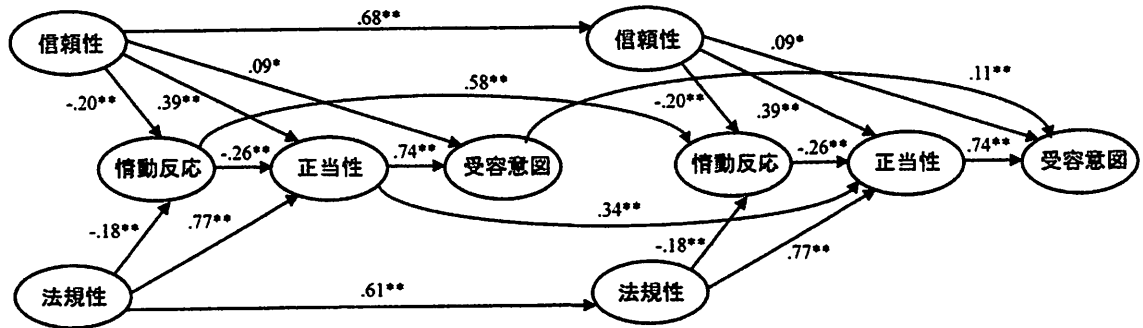 .68**
信頼性
信頼性
.09*
.09*
.11**
.58**
-.20**
.39**
-.20**
.39**
情動反応
-.26**
正当性
.74**
受容意図
情動反応
-.26**
正当性
.74**
受容意図
.34**
-.18**
.77**
-.18**
.77**
法規性
.61**
法規性